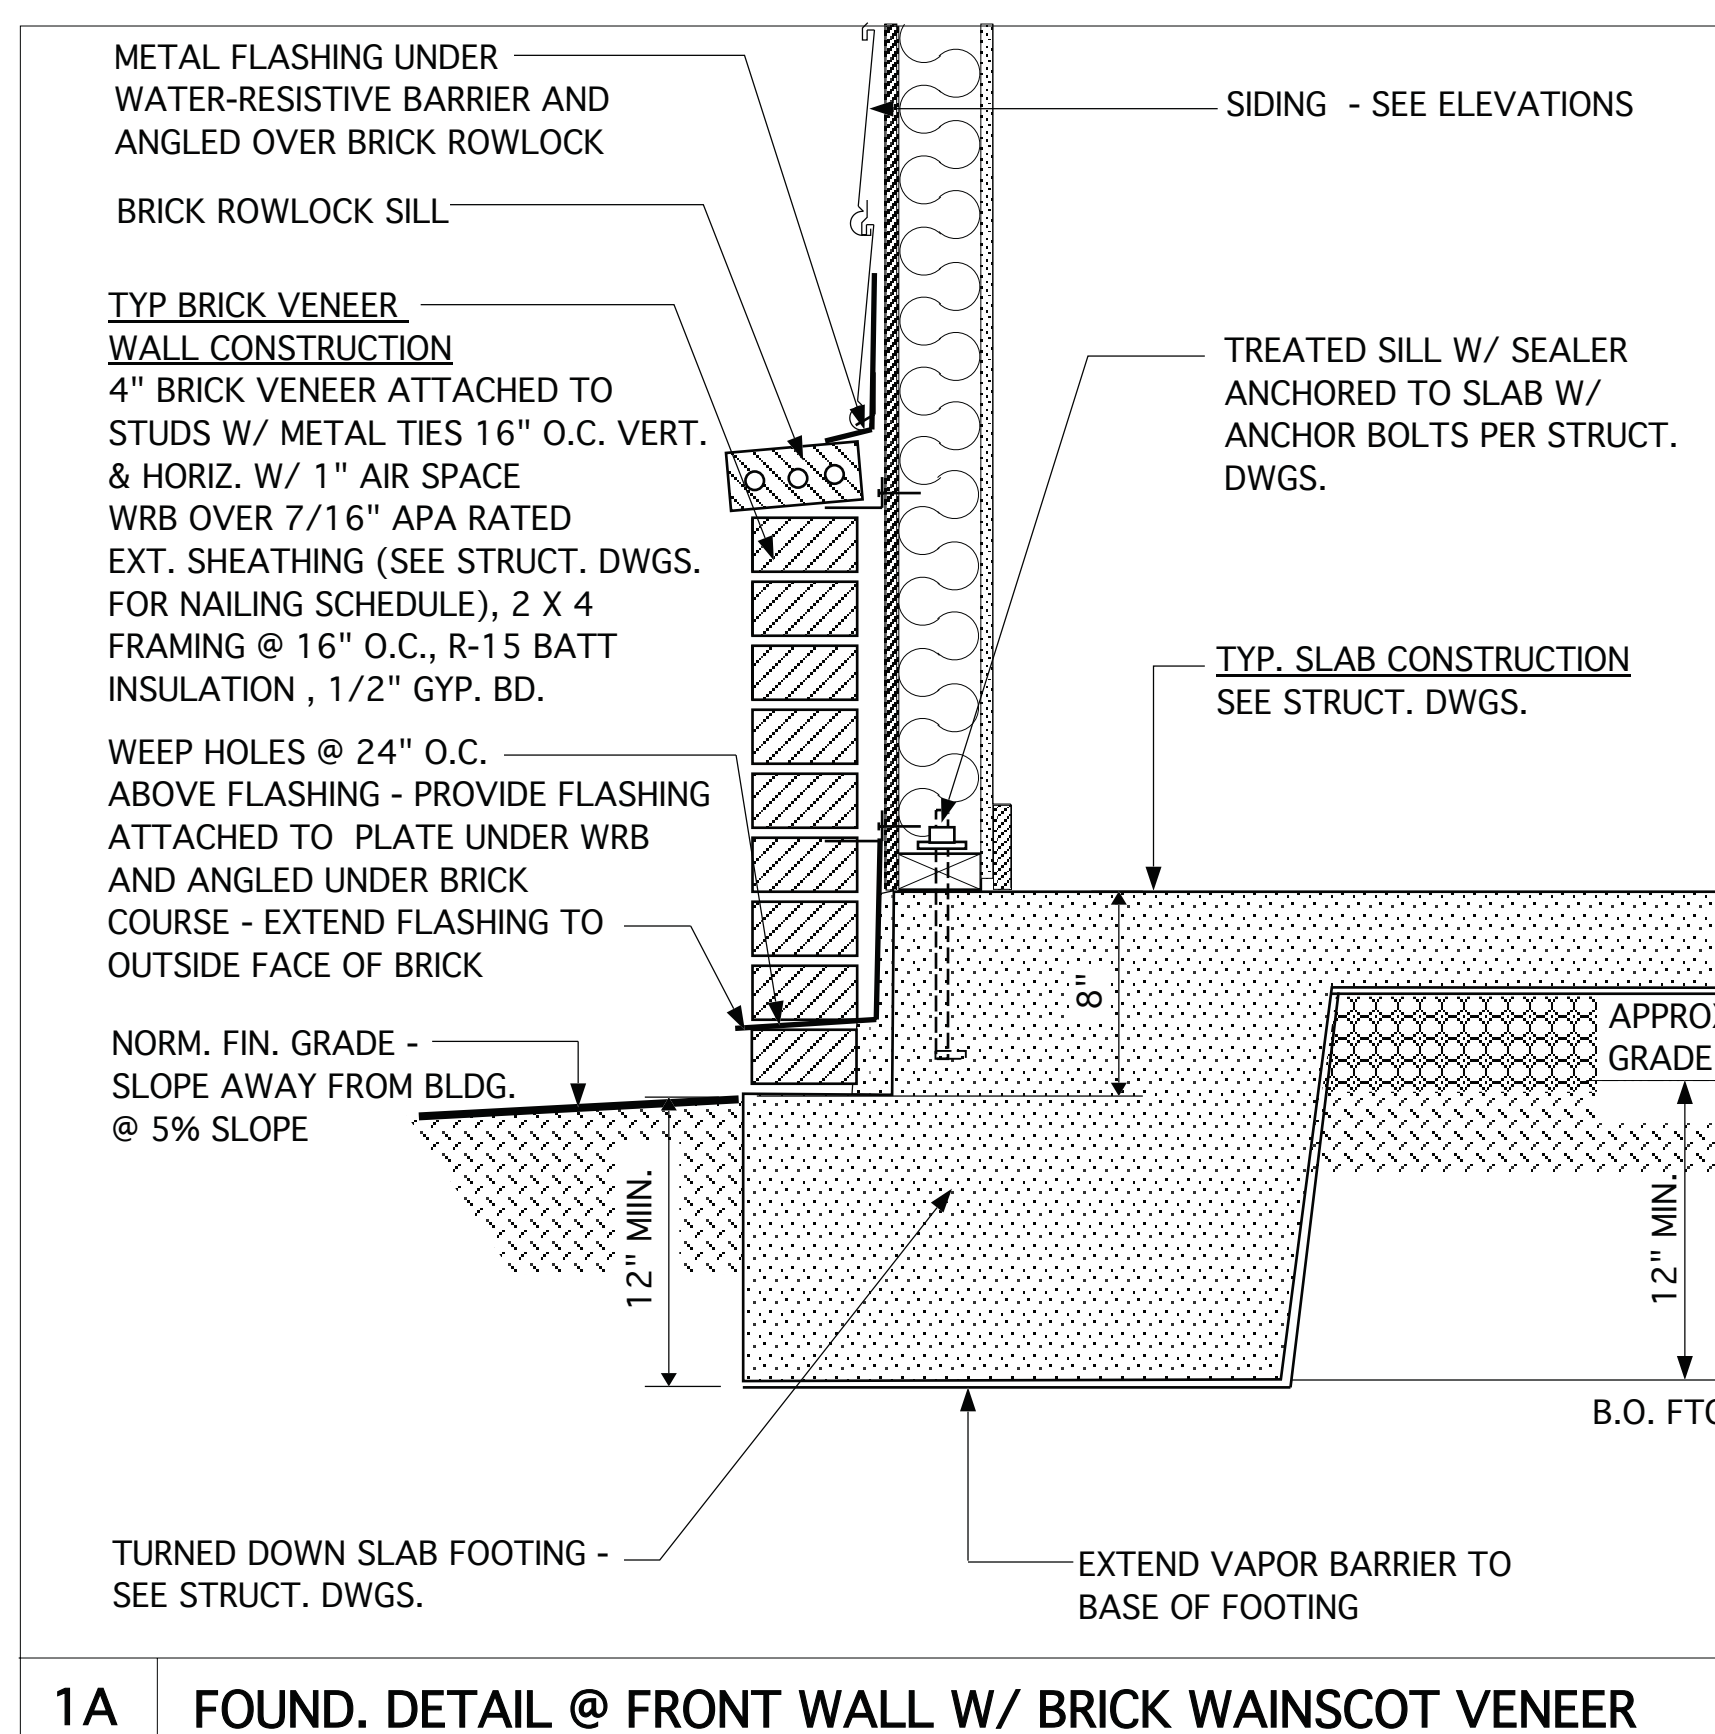 METAL FLASHING UNDER
WATER-RESISTIVE BARRIER AND
ANGLED OVER BRICK ROWLOCK
BRICK ROWLOCK SILL
TYP BRICK VENEER
WALL CONSTRUCTION
4" BRICK VENEER ATTACHED TO
STUDS W/ METAL TIES 16" O.C. VERT.
& HORIZ. W/ 1" AIR SPACE
WRB OVER 7/16" APA RATED
EXT. SHEATHING (SEE STRUCT. DWGS.
FOR NAILING SCHEDULE), 2 X 4
FRAMING @ 16" O.C., R-15 BATT
INSULATION , 1/2" GYP. BD.
WEEP HOLES @ 24" O.C.
ABOVE FLASHING - PROVIDE FLASHING
ATTACHED TO PLATE UNDER WRB
AND ANGLED UNDER BRICK
COURSE - EXTEND FLASHING TO
OUTSIDE FACE OF BRICK
NORM. FIN. GRADE -
SLOPE AWAY FROM BLDG.
@ 5% SLOPE
12" MIIN.
TURNED DOWN SLAB FOOTING -
SEE STRUCT. DWGS.
SIDING - SEE ELEVATIONS
TREATED SILL W/ SEALER
ANCHORED TO SLAB W/
ANCHOR BOLTS PER STRUCT.
DWGS.
TYP. SLAB CONSTRUCTION
SEE STRUCT. DWGS.
8"
GRADE
12" MIN.
B.O.
EXTEND VAPOR BARRIER TO
BASE OF FOOTING
1A
FOUND. DETAIL @ FRONT WALL W/ BRICK WAINSCOT VENEER